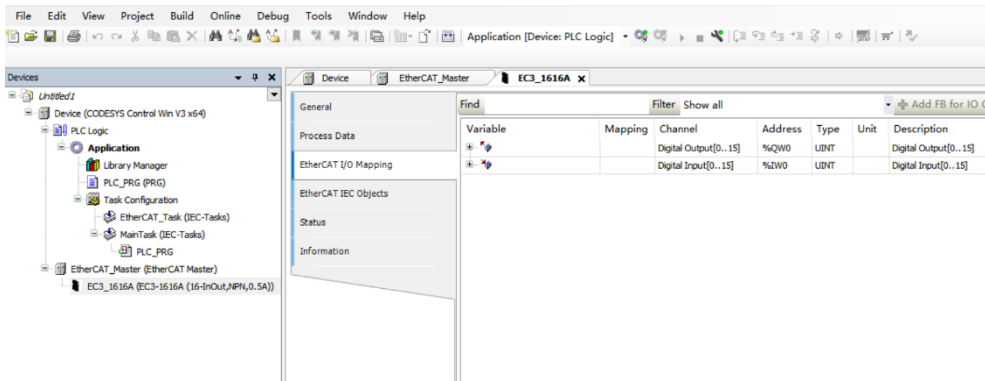 File Edit View Project Build Online Debug Tools Window Help
Application [Device: PLC Logic]
Devices
Untitled1
Device (CODESYS Control Win V3 x64)
PLC Logic
Application
Library Manager
PLC_PRG (PRG)
Task Configuration
EtherCAT_Task (IEC-Tasks)
MainTask (IEC-Tasks)
PLC_PRG
EtherCAT_Master (EtherCAT Master)
EC3_1616A (EC3-1616A (16-InOut,NPN,0.5A))
Device EtherCAT_Master EC3_1616A X
General
Process Data
EtherCAT I/O Mapping
EtherCAT IEC Objects
Status
Information
Find Filter Show all Add FB for IO C
Variable Mapping Channel Address Type Unit Description
Digital Output[0..15] %QW0 UINT Digital Output[0..15]
Digital Input[0..15] %IW0 UINT Digital Input[0..15]